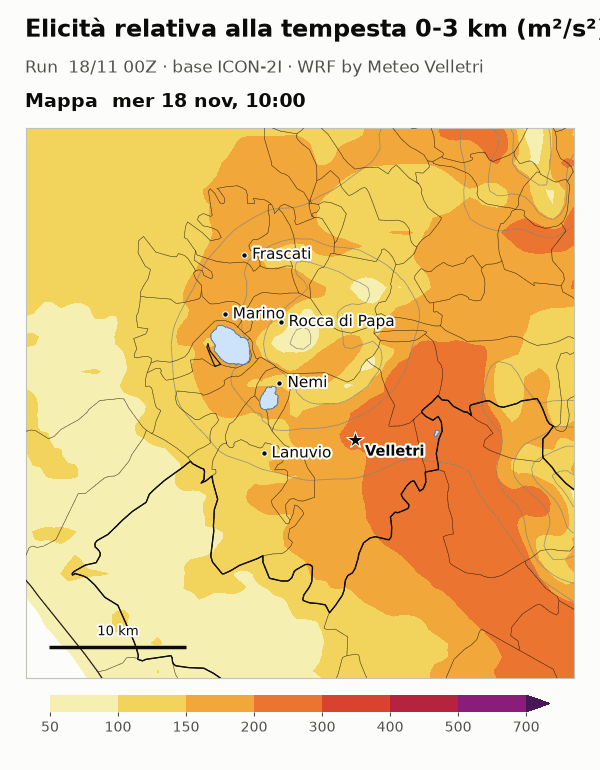 Elicità relativa alla tempesta 0-3 km (m²/s²)
Run 18/11 00Z · base ICON-2I · WRF by Meteo Velletri
Mappa mer 18 nov, 10:00
Frascati
Marino
Rocca di Papa
Nemi
Velletri
Lanuvio
10 km
50 100 150 200 300 400 500 700